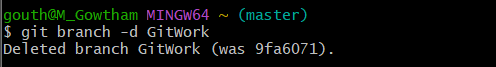 gouth@M_Gowtham MINGW64 ~ (master)
$ git branch -d GitWork
Deleted branch GitWork (was 9fa6071).